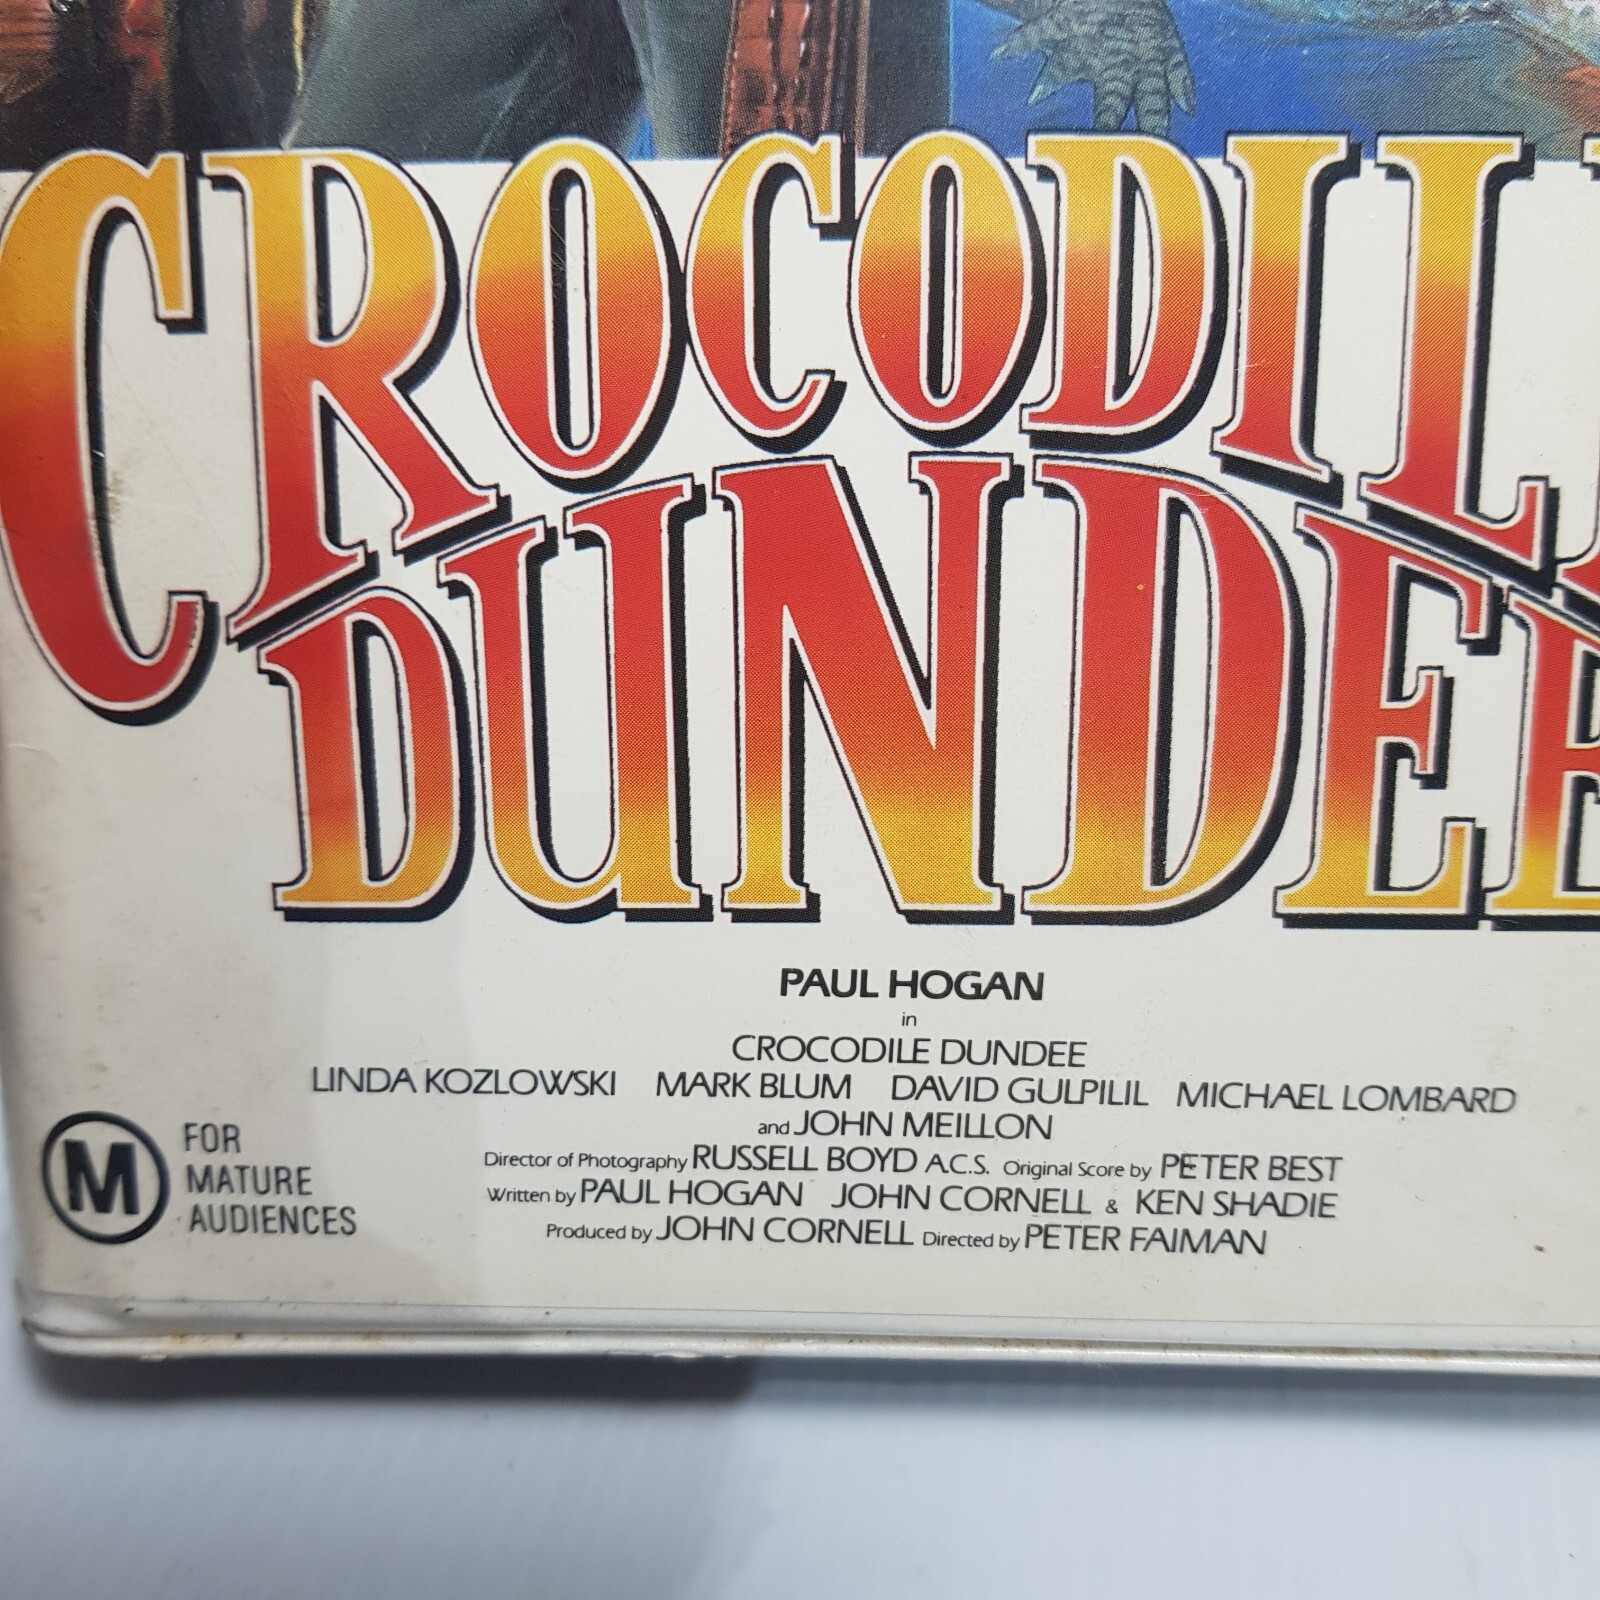 CROCODILE
DUNDEE
PAUL HOGAN
in
CROCODILE DUNDEE
LINDA KOZLOWSKI MARK BLUM DAVID GULPILIL MICHAEL LOMBARD
and JOHN MEILLON
Director of Photography RUSSELL BOYD A.C.S. Original Score by PETER BEST
Written by PAUL HOGAN JOHN CORNELL & KEN SHADIE
Produced by JOHN CORNELL Directed by PETER FAIMAN
M FOR
MATURE
AUDIENCES